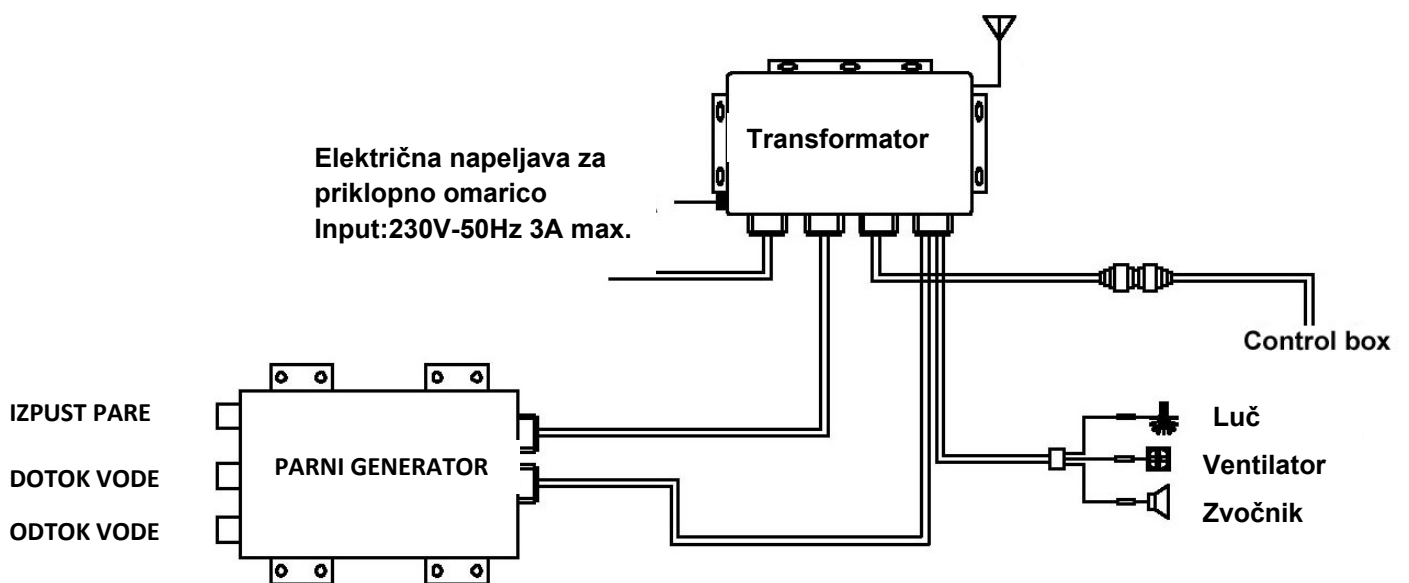 Transformator
Električna napeljava za
priklopno omarico
Input:230V-50Hz 3A max.
Control box
IZPUST PARE
DOTOK VODE
ODTOK VODE
PARNI GENERATOR
Luč
Ventilator
Zvočnik